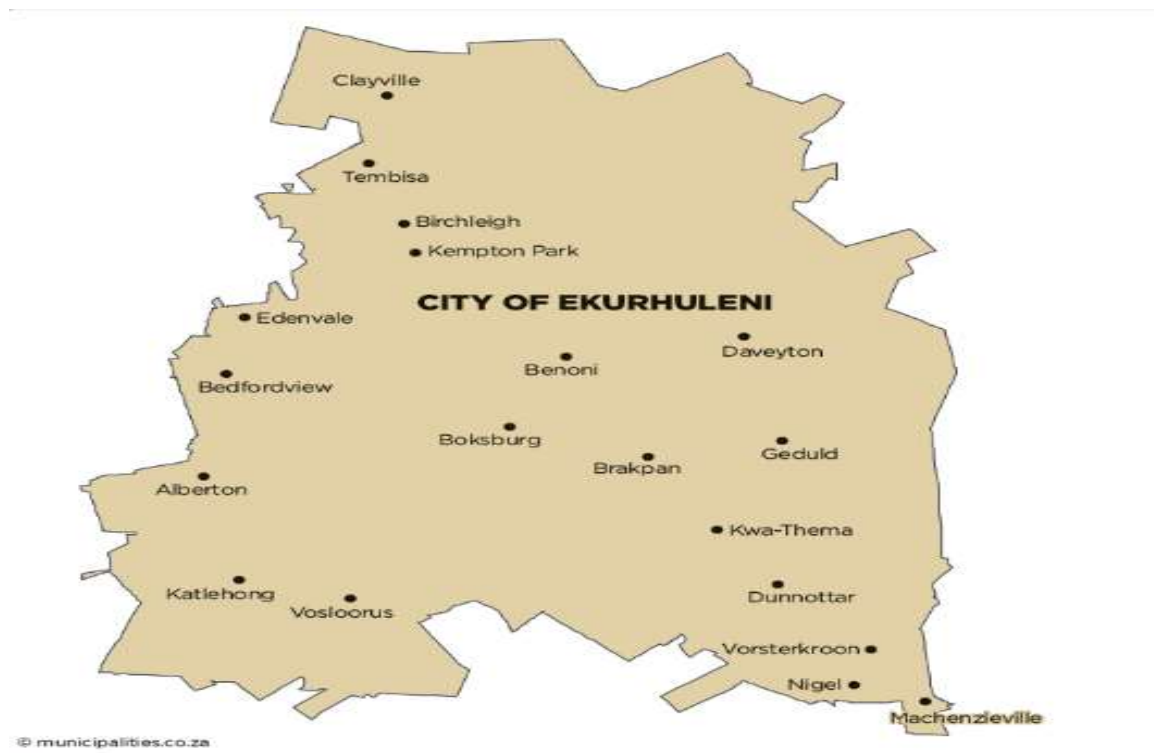 Clayville
Tembisa
Birchleigh
Kempton Park
CITY OF EKURHULENI
Edenvale
Daveyton
Benoni
Bedfordview
Boksburg
Geduld
Brakpan
Alberton
Kwa-Thema
Katlehong
Dunnottar
Vosloorus
Vorsterkroon
Nigel
Machenzieville
© municipalities.co.za